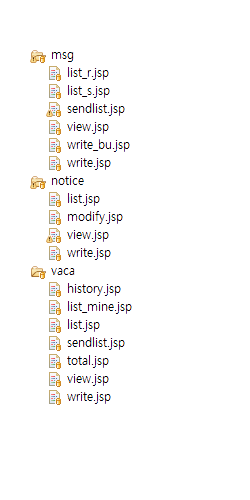 msg
list_r.jsp
list_s.jsp
sendlist.jsp
view.jsp
write_bu.jsp
write.jsp
notice
list.jsp
modify.jsp
view.jsp
write.jsp
vaca
history.jsp
list_mine.jsp
list.jsp
sendlist.jsp
total.jsp
view.jsp
write.jsp